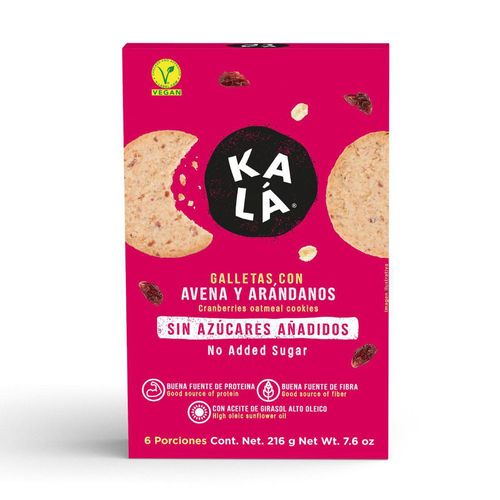 VEGAN
KA
LÁ®
GALLETAS CON
AVENA Y ARÁNDANOS
Cranberries oatmeal cookies
SIN AZÚCARES AÑADIDOS
No Added Sugar
BUENA FUENTE DE PROTEINA
Good source of protein
BUENA FUENTE DE FIBRA
Good source of fiber
CON ACEITE DE GIRASOL ALTO OLEICO
High oleic sunflower oil
6 Porciones Cont. Net. 216 g Net Wt. 7.6 oz
Imagen ilustrativa